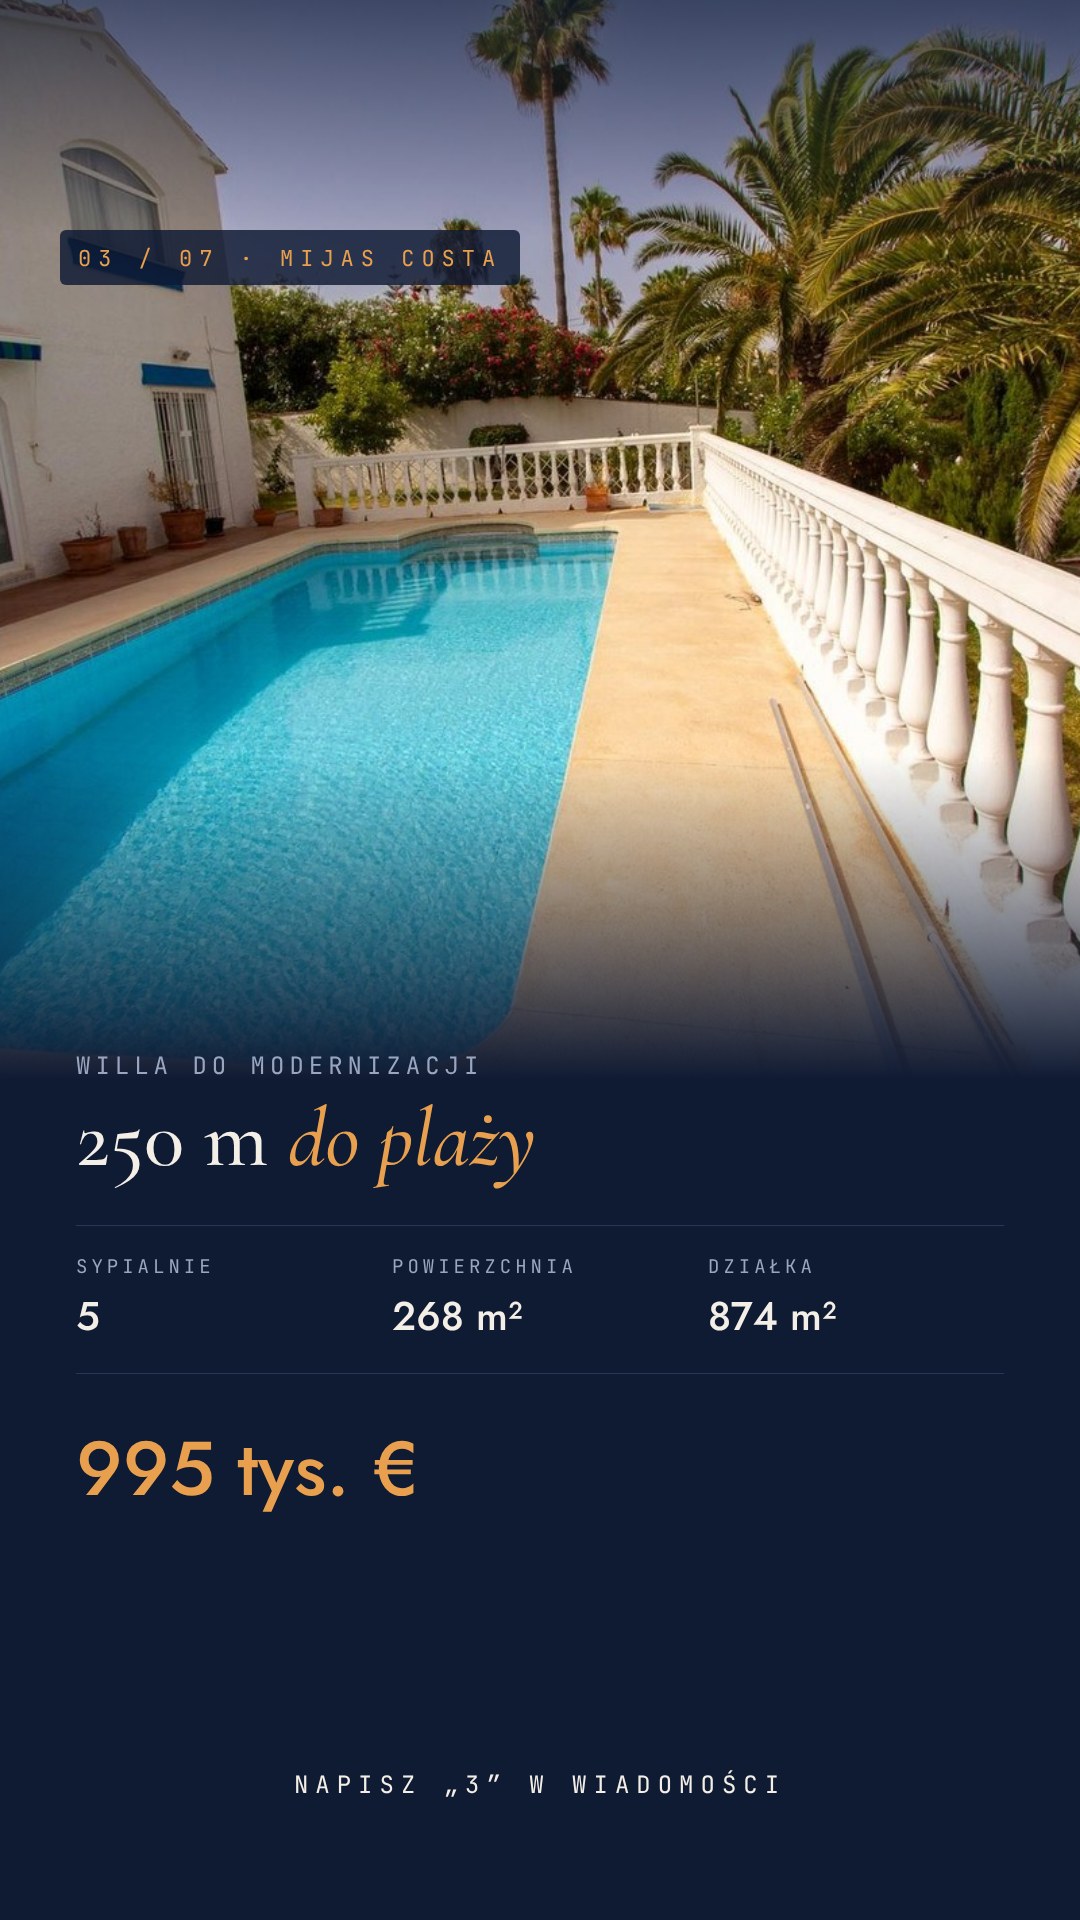 03 / 07 · MIJAS COSTA
WILLA DO MODERNIZACJI
250 m do plaży
SYPIALNIE POWIERZCHNIA DZIAŁKA
5 268 m² 874 m²
995 tys. €
NAPISZ „3” W WIADOMOŚCI